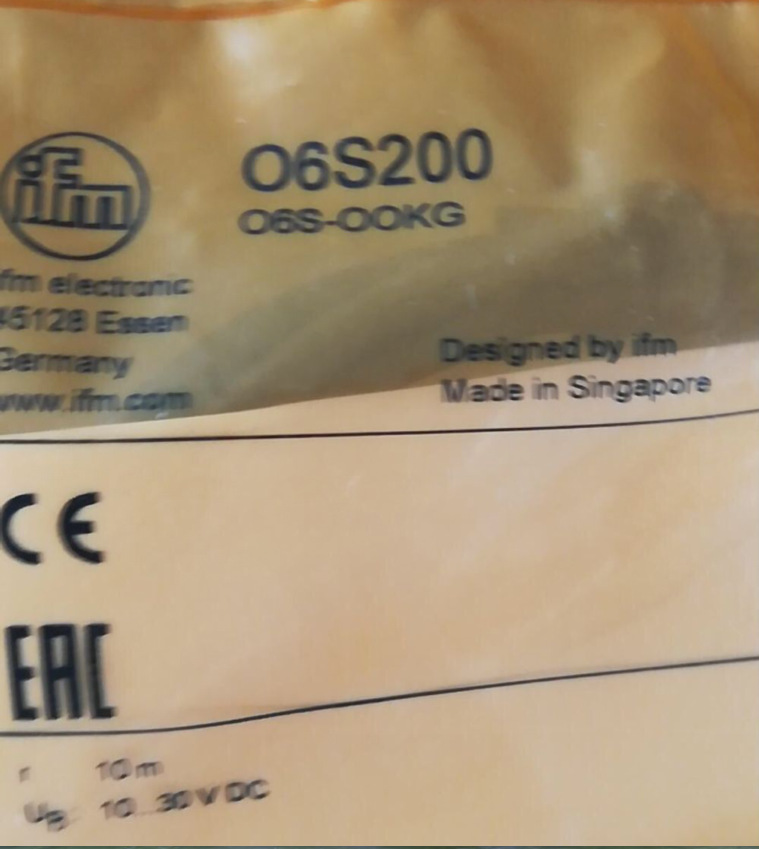 ifm
O6S200
O6S-OOKG
ifm electronic
45128 Essen
Germany
www.ifm.com
Designed by ifm
Made in Singapore
CE
EAC
r 10 m
UB: 10...30 V DC